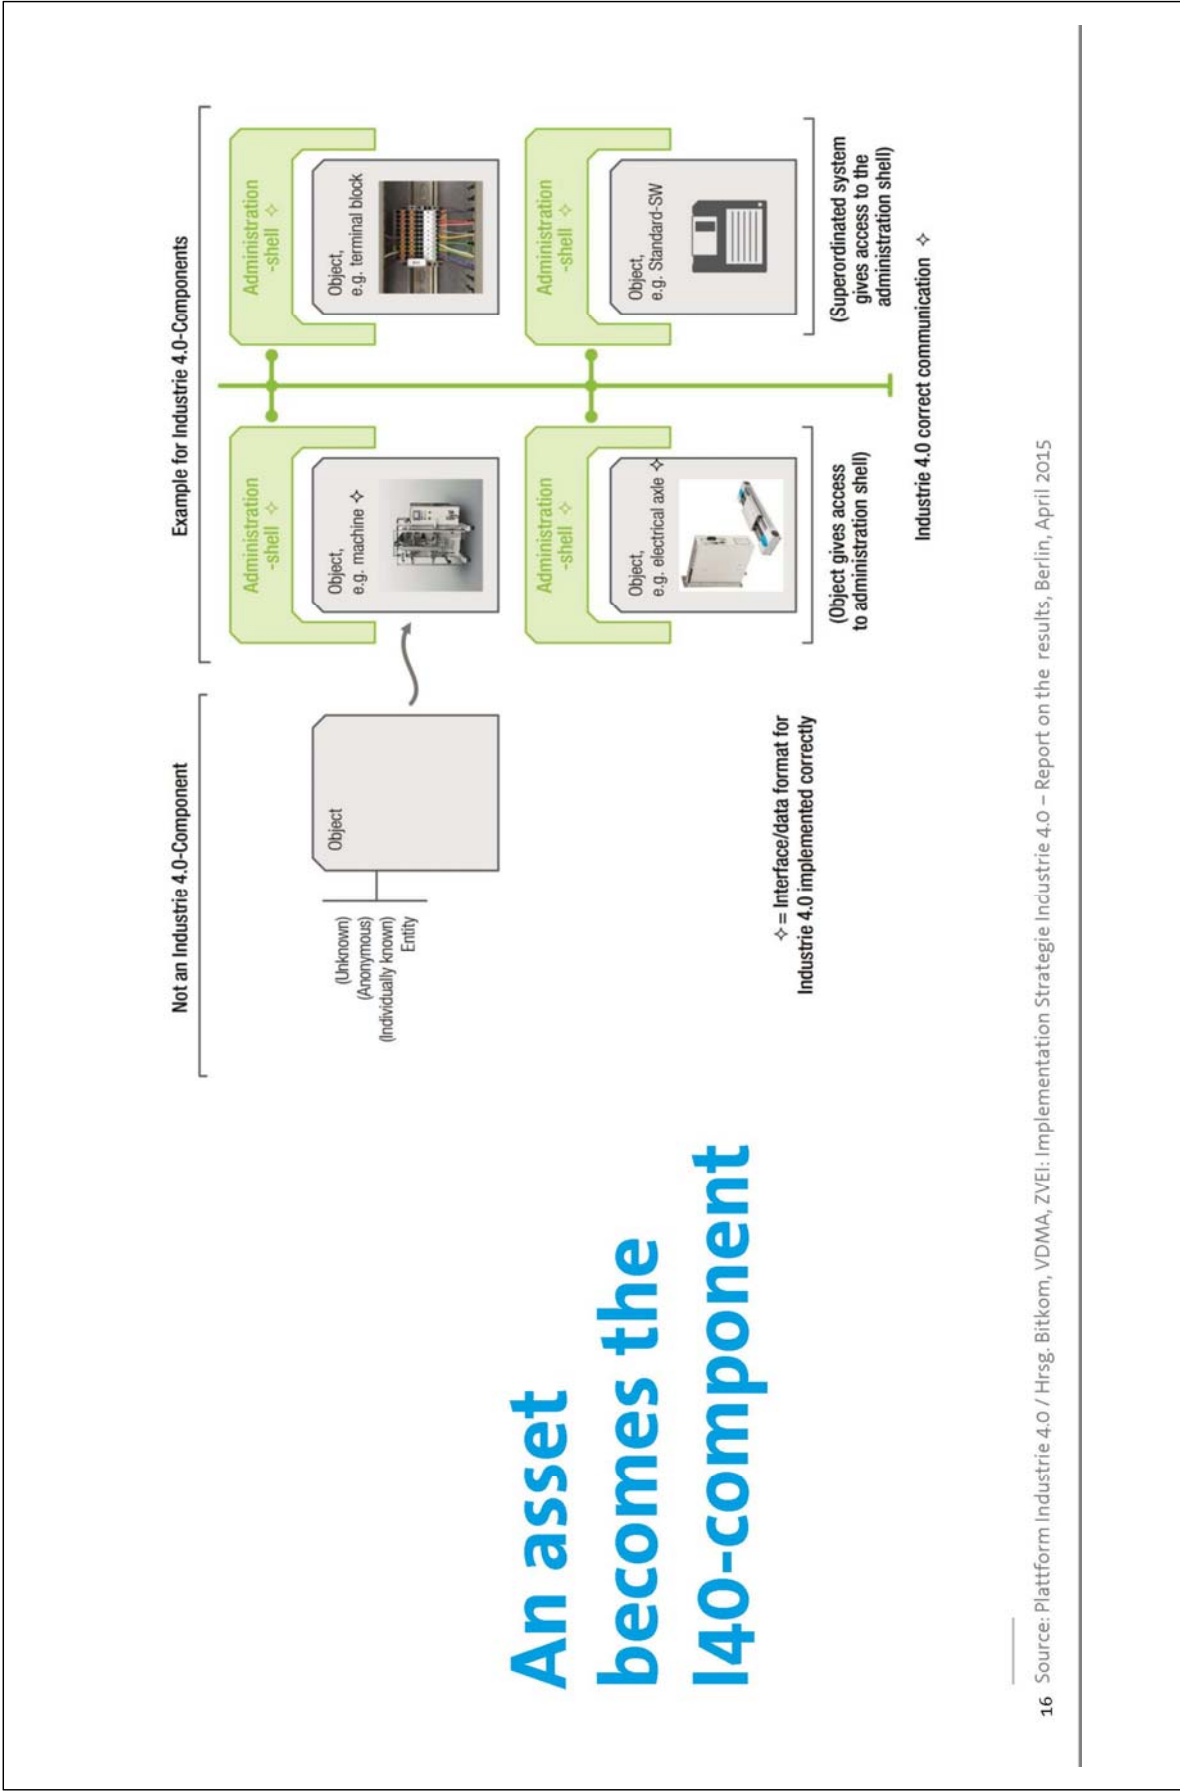 An asset
becomes the
I40-component
Not an Industrie 4.0-Component
(Unknown)
(Anonymous)
(Individually known)
Entity
Object
✧ = Interface/data format for
Industrie 4.0 implemented correctly
Example for Industrie 4.0-Components
Administration
-shell ✧
Object,
e.g. machine ✧
Administration
-shell ✧
Object,
e.g. terminal block
Administration
-shell ✧
Object,
e.g. electrical axle ✧
Administration
-shell ✧
Object,
e.g. Standard-SW
(Object gives access
to administration shell)
(Superordinated system
gives access to the
administration shell)
Industrie 4.0 correct communication ✧
16 Source: Plattform Industrie 4.0 / Hrsg. Bitkom, VDMA, ZVEI: Implementation Strategie Industrie 4.0 – Report on the results, Berlin, April 2015